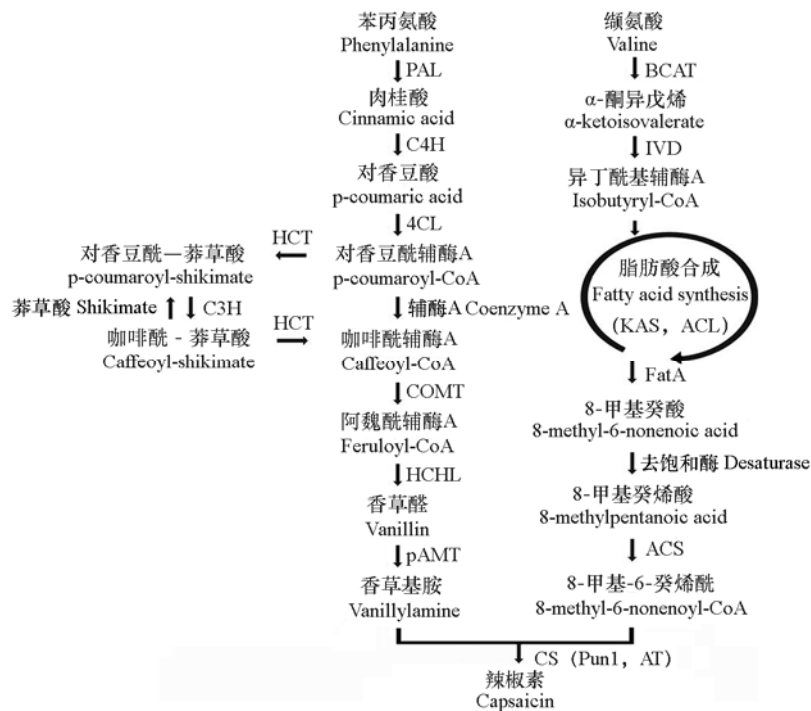 苯丙氨酸
Phenylalanine
PAL
肉桂酸
Cinnamic acid
C4H
对香豆酸
p-coumaric acid
4CL
对香豆酰辅酶A
p-coumaroyl-CoA
HCT
对香豆酰—莽草酸
p-coumaroyl-shikimate
莽草酸 Shikimate
C3H
咖啡酰 - 莽草酸
Caffeoyl-shikimate
HCT
辅酶A Coenzyme A
咖啡酰辅酶A
Caffeoyl-CoA
COMT
阿魏酰辅酶A
Feruloyl-CoA
HCHL
香草醛
Vanillin
pAMT
香草基胺
Vanillylamine
缬氨酸
Valine
BCAT
α-酮异戊烯
α-ketoisovalerate
IVD
异丁酰基辅酶A
Isobutyryl-CoA
脂肪酸合成
Fatty acid synthesis
(KAS，ACL)
FatA
8-甲基癸酸
8-methyl-6-nonenoic acid
去饱和酶 Desaturase
8-甲基癸烯酸
8-methylpentanoic acid
ACS
8-甲基-6-癸烯酰
8-methyl-6-nonenoyl-CoA
CS (Pun1，AT)
辣椒素
Capsaicin